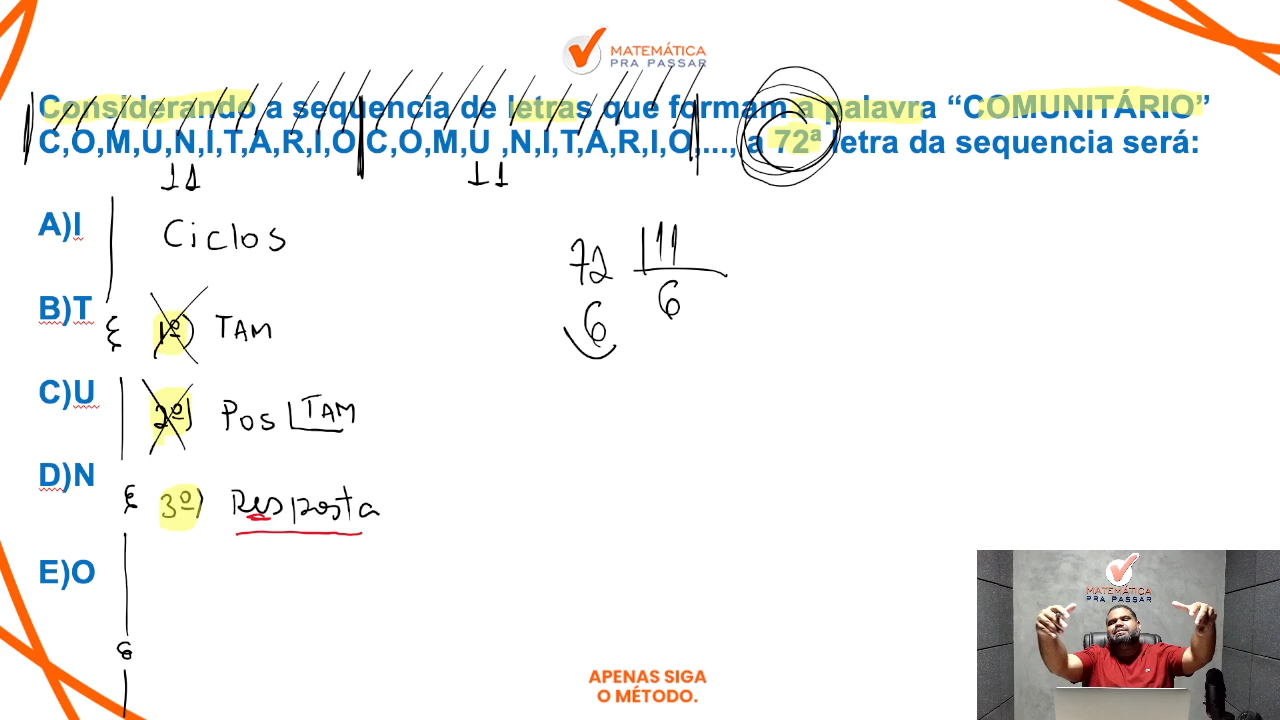 MATEMÁTICA
PRA PASSAR
Considerando a sequencia de letras que formam a palavra “COMUNITÁRIO”
C,O,M,U,N,I,T,A,R,I,O,C,O,M,U ,N,I,T,A,R,I,O,..., a 72ª letra da sequencia será:
11 11
A)I
Ciclos
72 11
6 6
B)T
1º) TAM
C)U
2º) Pos TAM
D)N
3º) Resposta
E)O
MATEMÁTICA
PRA PASSAR
APENAS SIGA
O MÉTODO.